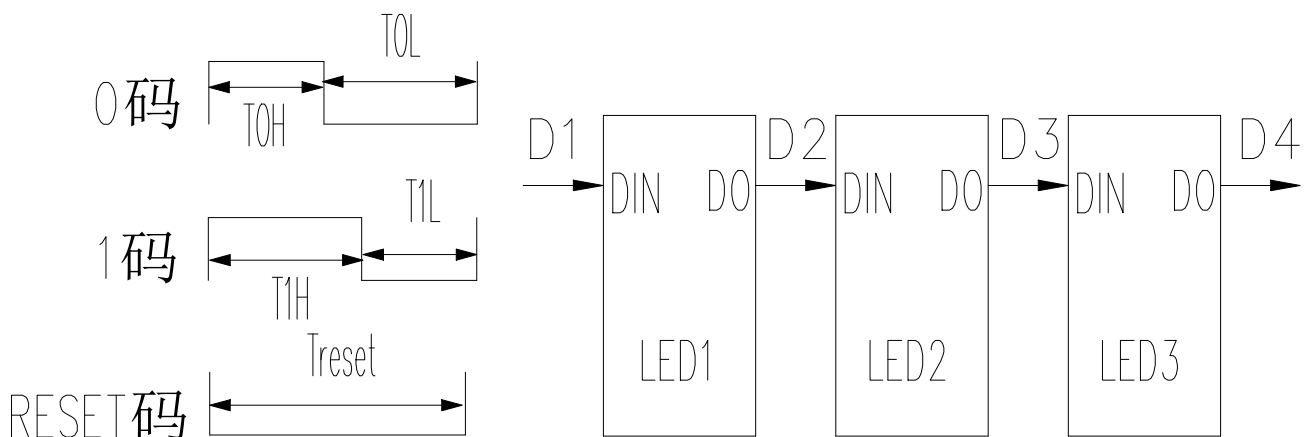 T0L
0码
T0H
T1L
1码
T1H
Treset
RESET码
D1
D2
D3
D4
DIN
DO
DIN
DO
DIN
DO
LED1
LED2
LED3